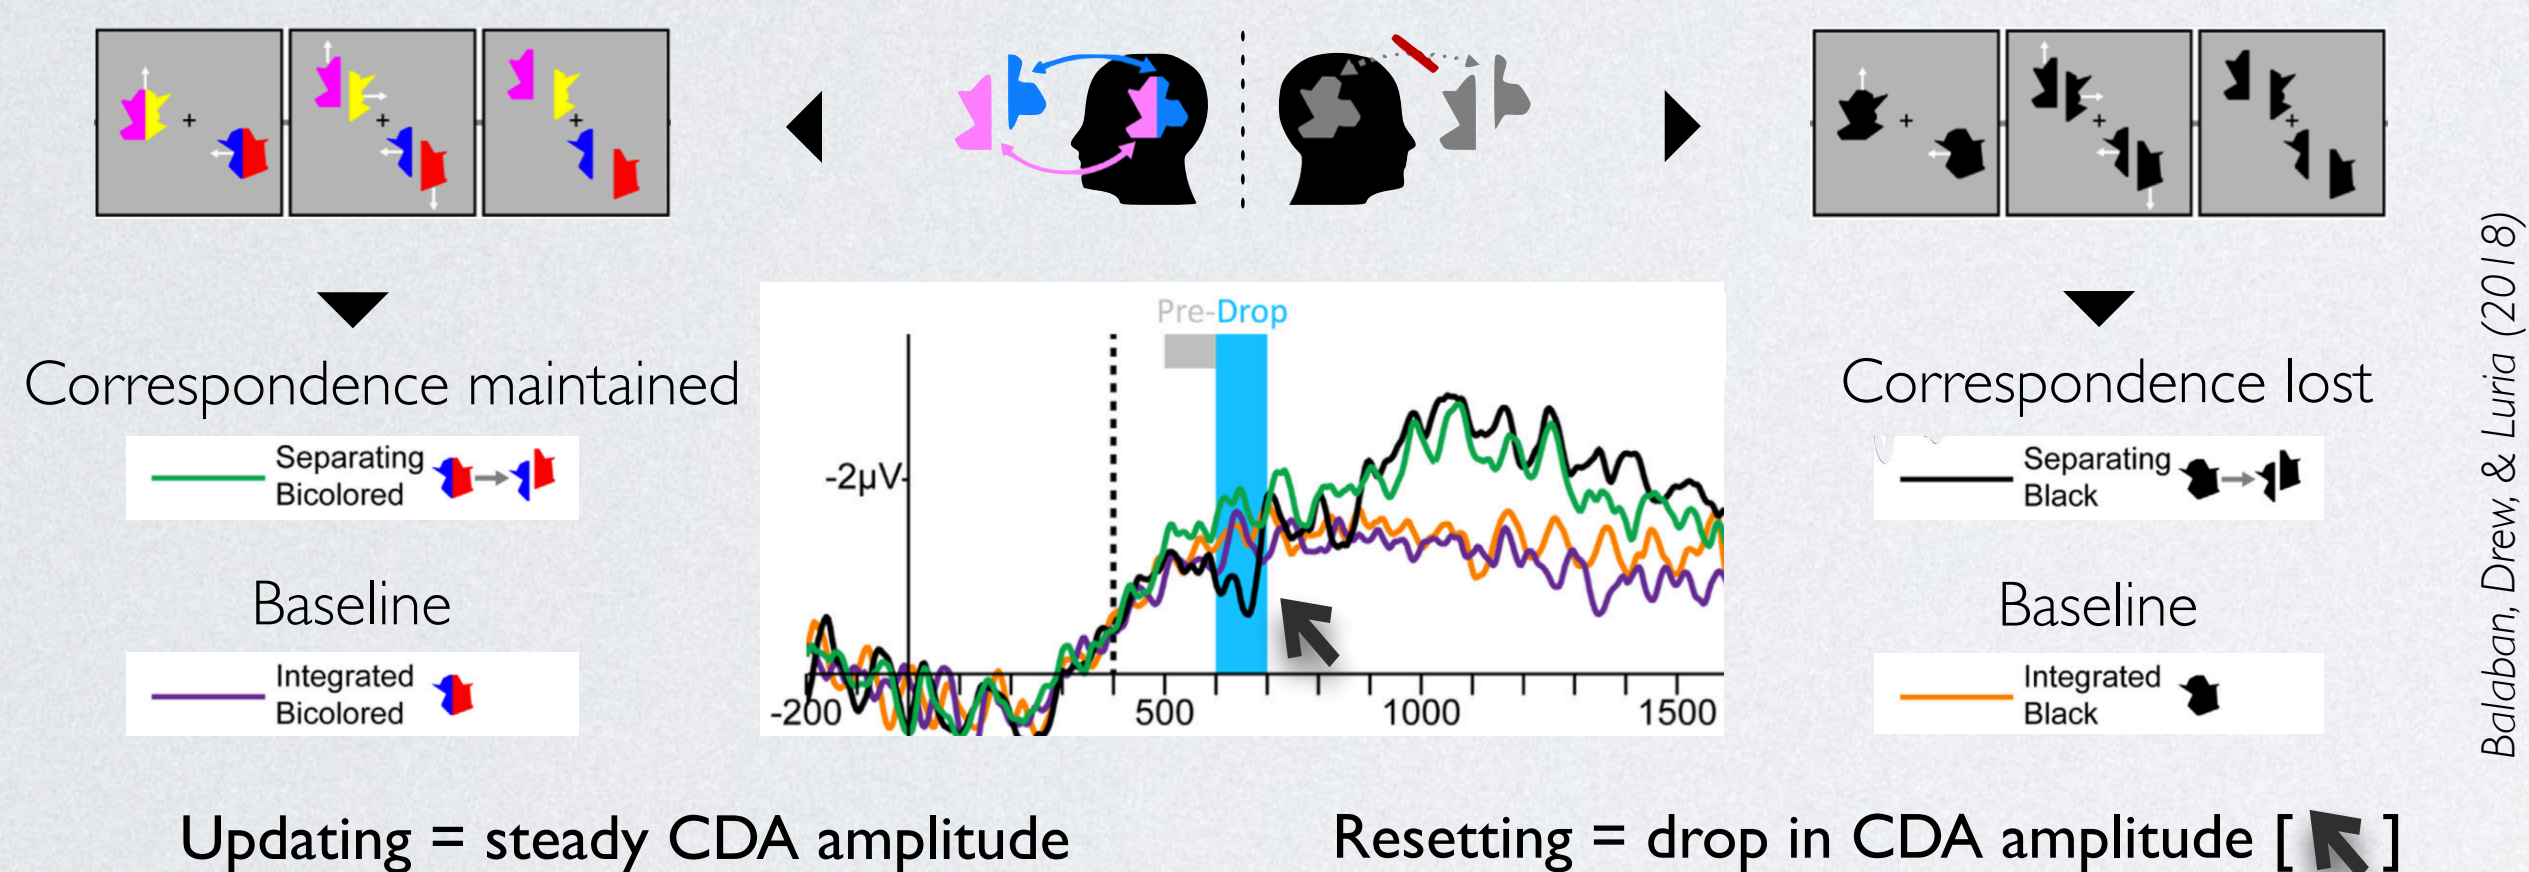 Pre-Drop
-2µV
-200
500
1000
1500
Correspondence maintained
Separating
Bicolored
Baseline
Integrated
Bicolored
Correspondence lost
Separating
Black
Baseline
Integrated
Black
Balaban, Drew, & Luria (2018)
Updating = steady CDA amplitude
Resetting = drop in CDA amplitude [ ]